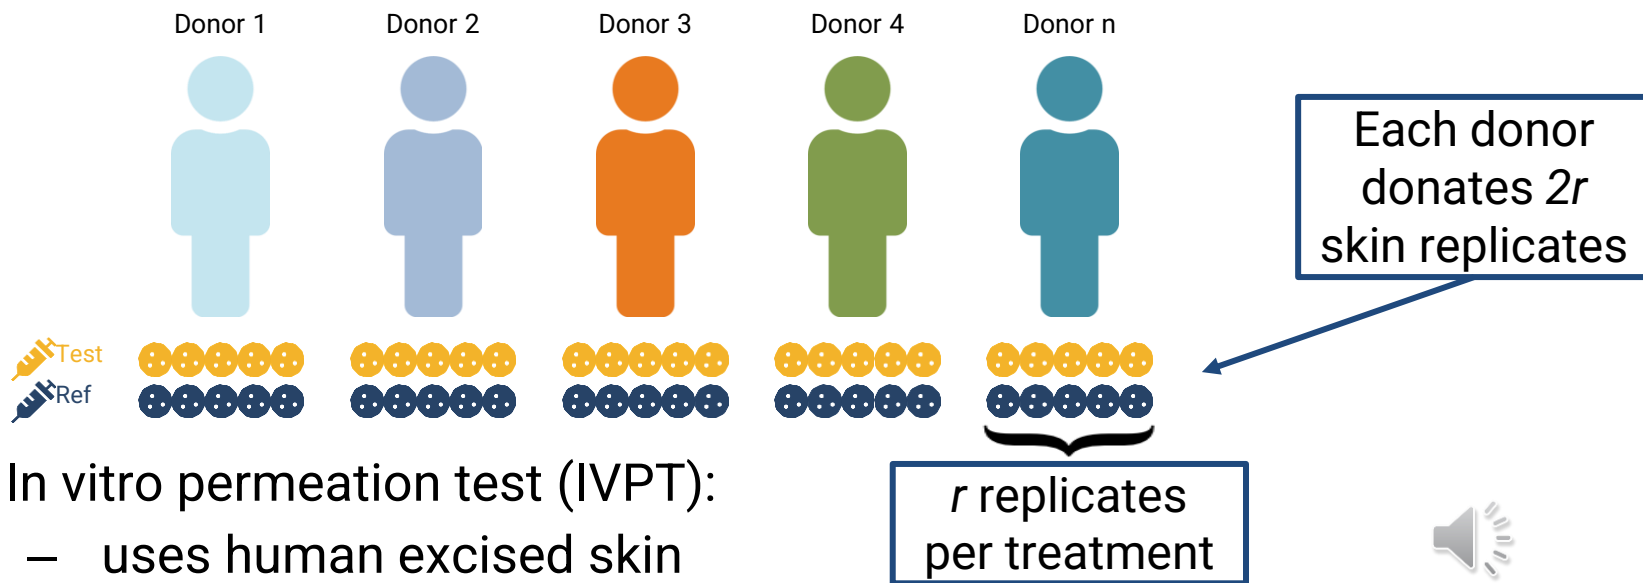 Donor 1
Donor 2
Donor 3
Donor 4
Donor n
Each donor
donates 2r
skin replicates
Test
Ref
In vitro permeation test (IVPT):
– uses human excised skin
r replicates
per treatment